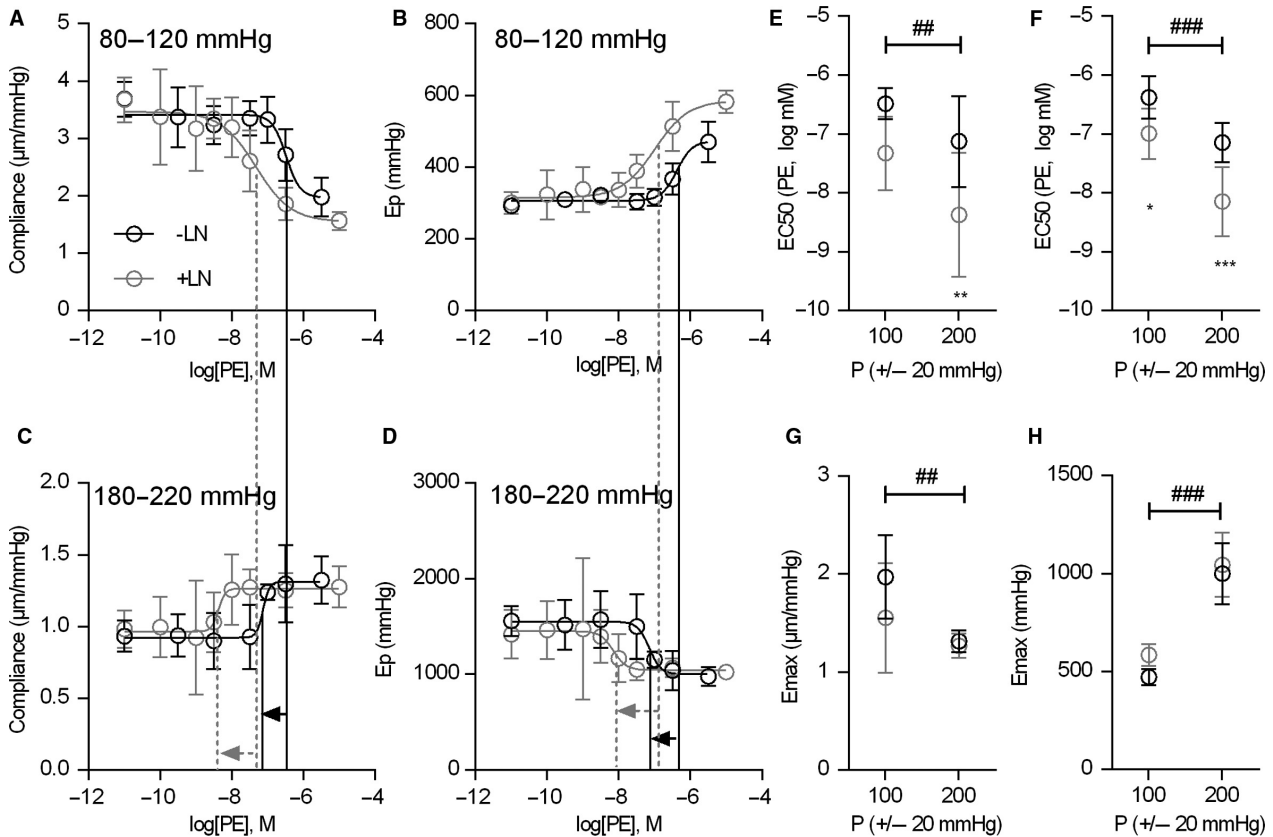 A
80–120 mmHg
Compliance (µm/mmHg)
5
4
3
2
1
0
-LN
+LN
−12
−10
−8
−6
−4
log[PE], M
B
80–120 mmHg
Ep (mmHg)
800
600
400
200
0
−12
−10
−8
−6
−4
log[PE], M
E
##
EC50 (PE, log mM)
−5
−6
−7
−8
−9
−10
**
100
200
P (+/− 20 mmHg)
F
###
EC50 (PE, log mM)
−5
−6
−7
−8
−9
−10
*
***
100
200
P (+/− 20 mmHg)
C
180–220 mmHg
Compliance (µm/mmHg)
2.0
1.5
1.0
0.5
0.0
−12
−10
−8
−6
−4
log[PE], M
D
180–220 mmHg
Ep (mmHg)
3000
2000
1000
0
−12
−10
−8
−6
−4
log[PE], M
G
##
Emax (µm/mmHg)
3
2
1
0
100
200
P (+/− 20 mmHg)
H
###
Emax (mmHg)
1500
1000
500
0
100
200
P (+/− 20 mmHg)